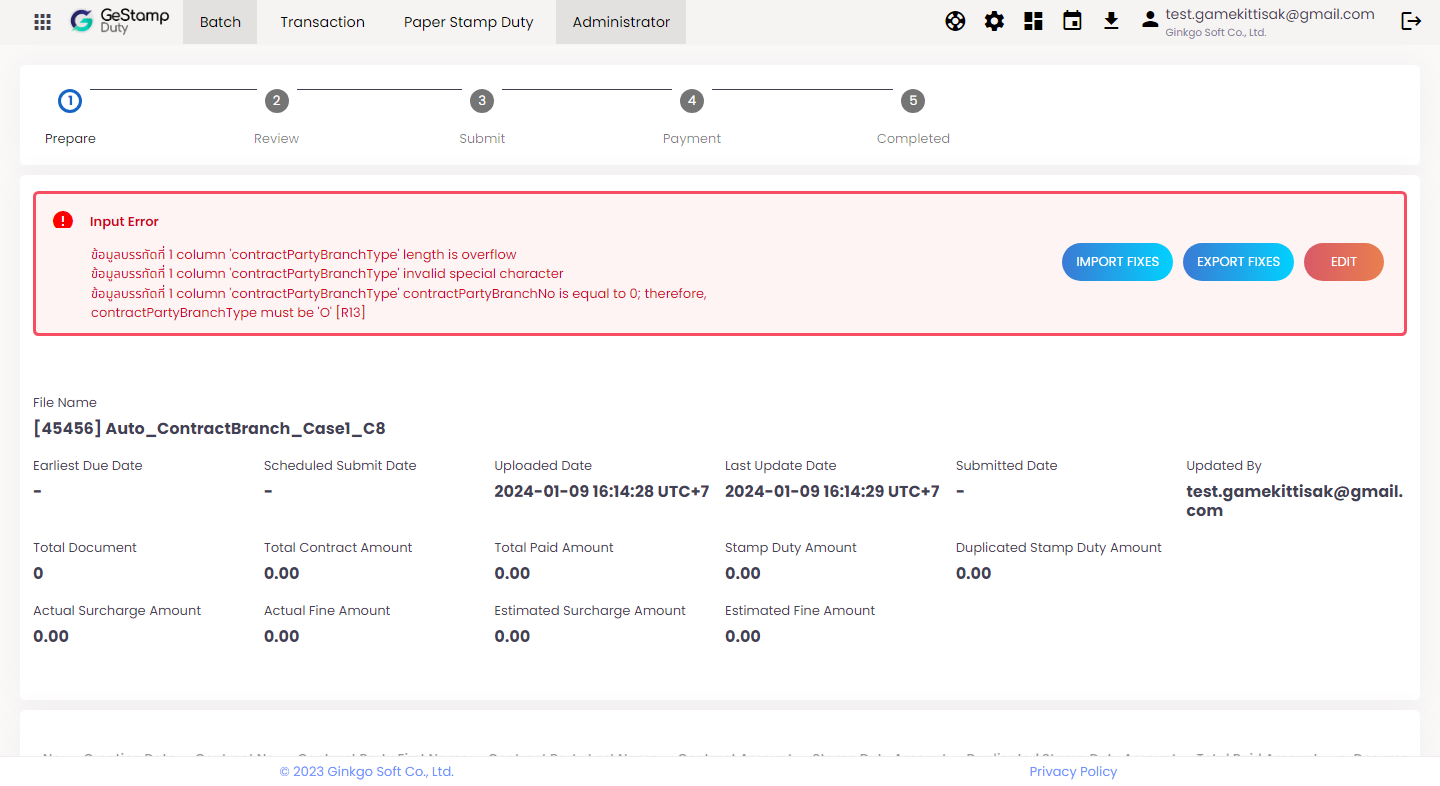 GeStamp
Duty
Batch
Transaction
Paper Stamp Duty
Administrator
test.gamekittisak@gmail.com
Ginkgo Soft Co., Ltd.
1
2
3
4
5
Prepare
Review
Submit
Payment
Completed
Input Error
ข้อมูลบรรทัดที่ 1 column 'contractPartyBranchType' length is overflow
ข้อมูลบรรทัดที่ 1 column 'contractPartyBranchType' invalid special character
ข้อมูลบรรทัดที่ 1 column 'contractPartyBranchType' contractPartyBranchNo is equal to 0; therefore,
contractPartyBranchType must be 'O' [R13]
IMPORT FIXES
EXPORT FIXES
EDIT
File Name
[45456] Auto_ContractBranch_Case1_C8
Earliest Due Date
-
Scheduled Submit Date
-
Uploaded Date
2024-01-09 16:14:28 UTC+7
Last Update Date
2024-01-09 16:14:29 UTC+7
Submitted Date
-
Updated By
test.gamekittisak@gmail.
com
Total Document
0
Total Contract Amount
0.00
Total Paid Amount
0.00
Stamp Duty Amount
0.00
Duplicated Stamp Duty Amount
0.00
Actual Surcharge Amount
0.00
Actual Fine Amount
0.00
Estimated Surcharge Amount
0.00
Estimated Fine Amount
0.00
© 2023 Ginkgo Soft Co., Ltd.
Privacy Policy